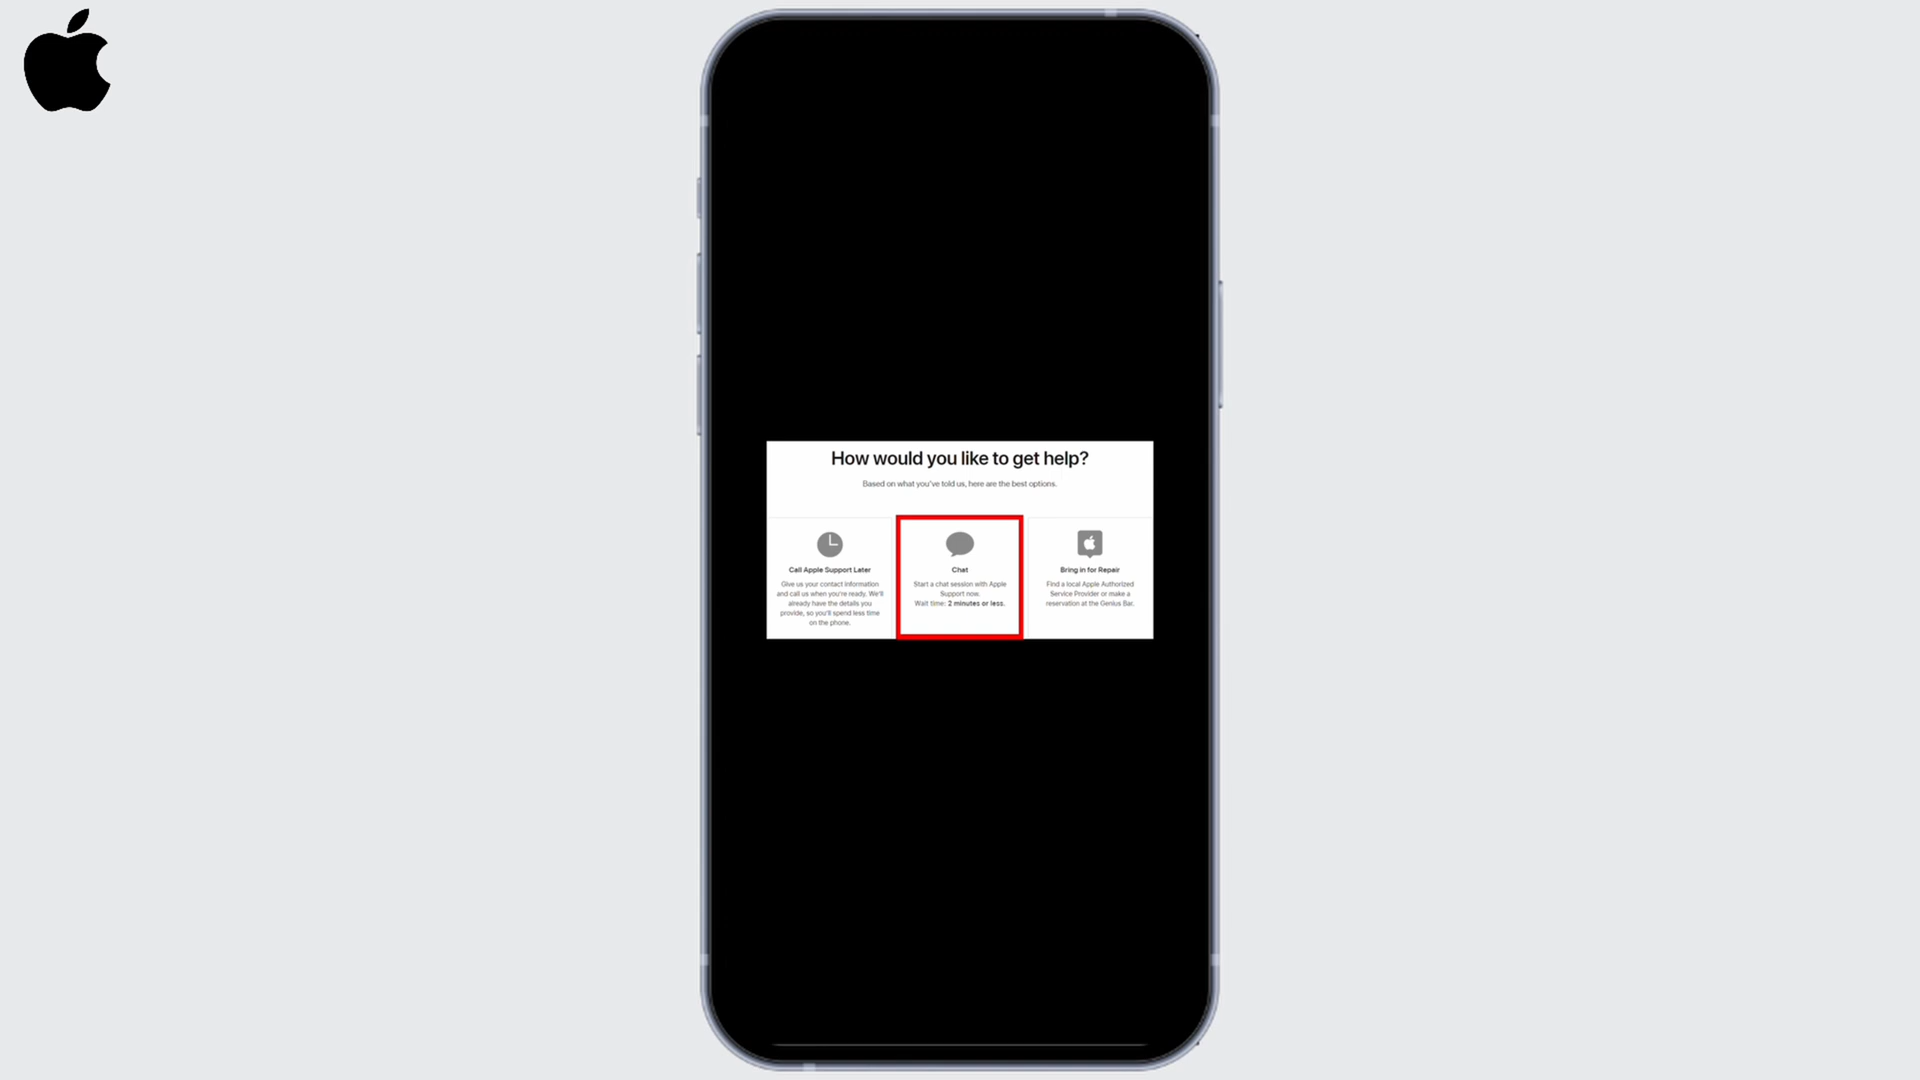 How would you like to get help?
Based on what you've told us, here are the best options.
Call Apple Support Later
Give us your contact information
and call us when you're ready. We'll
already have the details you
provide, so you'll spend less time
on the phone.
Chat
Start a chat session with Apple
Support now.
Wait time: 2 minutes or less.
Bring in for Repair
Find a local Apple Authorized
Service Provider or make a
reservation at the Genius Bar.